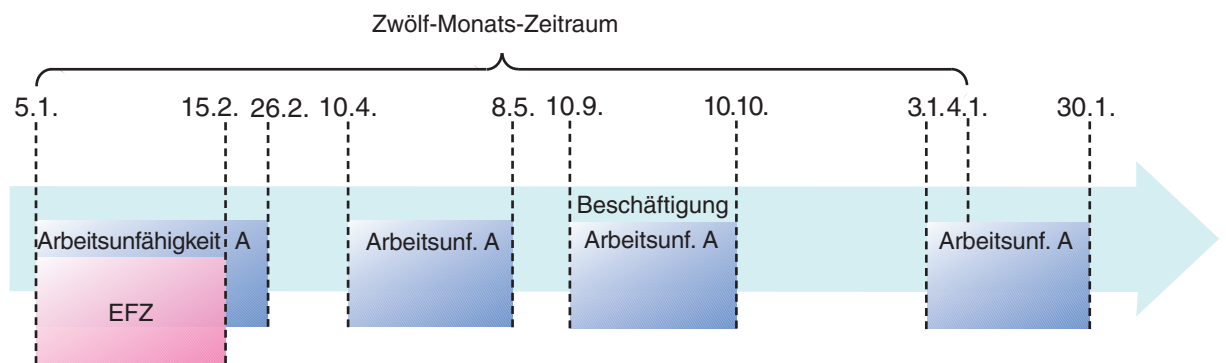 Zwölf-Monats-Zeitraum
5.1. 15.2. 26.2. 10.4. 8.5. 10.9. 10.10. 3.1. 4.1. 30.1.
Beschäftigung
Arbeitsunfähigkeit A Arbeitsunf. A Arbeitsunf. A Arbeitsunf. A
EFZ